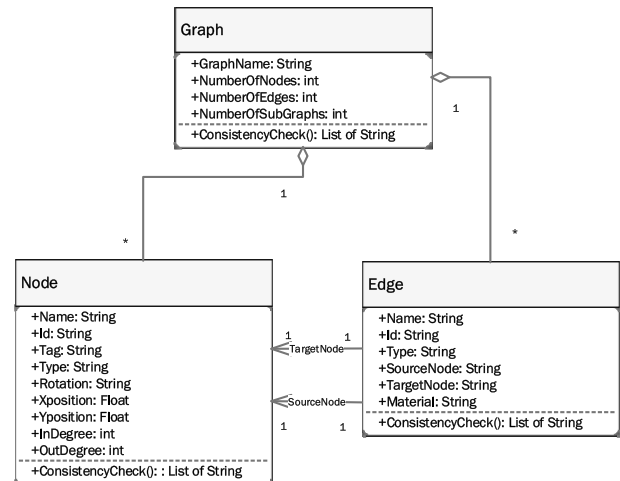 Graph
+GraphName: String
+NumberOfNodes: int
+NumberOfEdges: int
+NumberOfSubGraphs: int
+ConsistencyCheck(): List of String
1
1
*
*
Node
+Name: String
+Id: String
+Tag: String
+Type: String
+Rotation: String
+Xposition: Float
+Yposition: Float
+InDegree: int
+OutDegree: int
+ConsistencyCheck(): : List of String
1
1
TargetNode
SourceNode
1
1
Edge
+Name: String
+Id: String
+Type: String
+SourceNode: String
+TargetNode: String
+Material: String
+ConsistencyCheck(): List of String